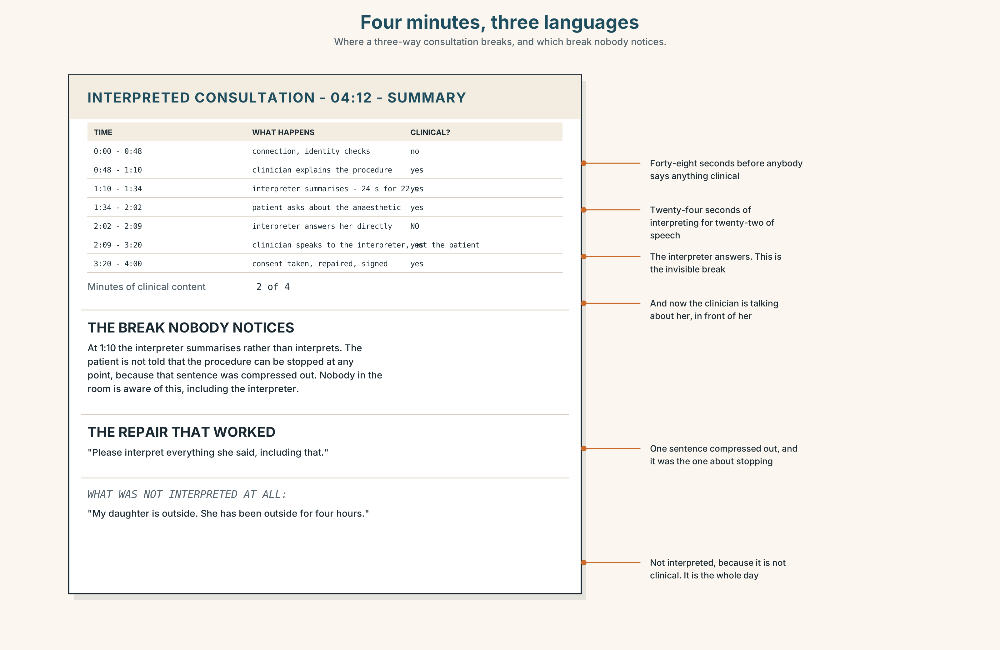 Four minutes, three languages
Where a three-way consultation breaks, and which break nobody notices.
INTERPRETED CONSULTATION - 04:12 - SUMMARY
TIME WHAT HAPPENS CLINICAL?
0:00 - 0:48 connection, identity checks no
0:48 - 1:10 clinician explains the procedure yes
1:10 - 1:34 interpreter summarises - 24 s for 22 s yes
1:34 - 2:02 patient asks about the anaesthetic yes
2:02 - 2:09 interpreter answers her directly NO
2:09 - 3:20 clinician speaks to the interpreter, not the patient yes
3:20 - 4:00 consent taken, repaired, signed yes
Minutes of clinical content 2 of 4
THE BREAK NOBODY NOTICES
At 1:10 the interpreter summarises rather than interprets. The
patient is not told that the procedure can be stopped at any
point, because that sentence was compressed out. Nobody in the
room is aware of this, including the interpreter.
THE REPAIR THAT WORKED
"Please interpret everything she said, including that."
WHAT WAS NOT INTERPRETED AT ALL:
"My daughter is outside. She has been outside for four hours."
Forty-eight seconds before anybody
says anything clinical
Twenty-four seconds of
interpreting for twenty-two of
speech
The interpreter answers. This is
the invisible break
And now the clinician is talking
about her, in front of her
One sentence compressed out, and
it was the one about stopping
Not interpreted, because it is not
clinical. It is the whole day